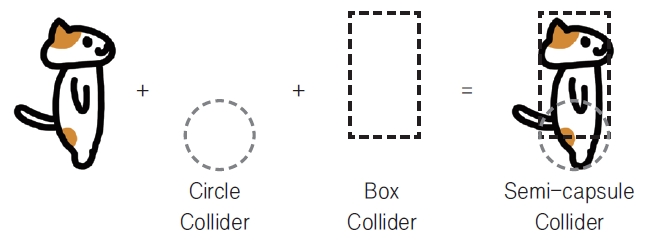 + + =
Circle Box Semi-capsule
Collider Collider Collider